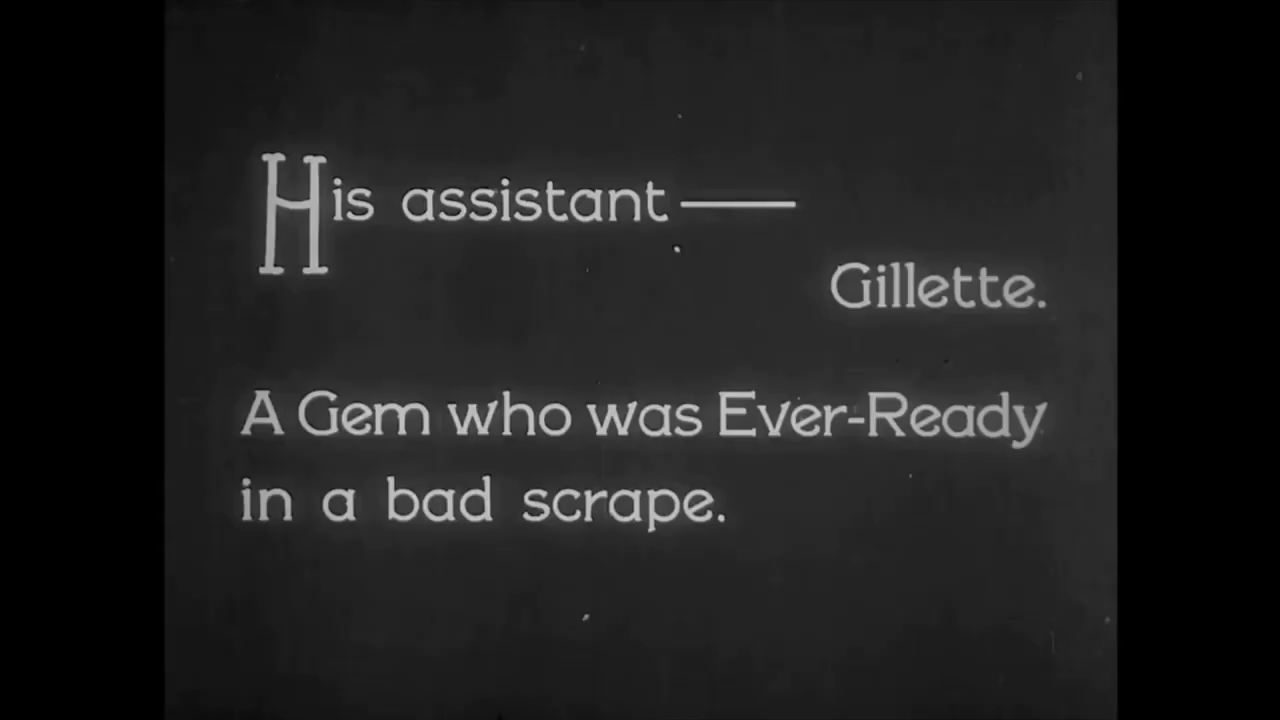 His assistant —
Gillette.
A Gem who was Ever-Ready
in a bad scrape.